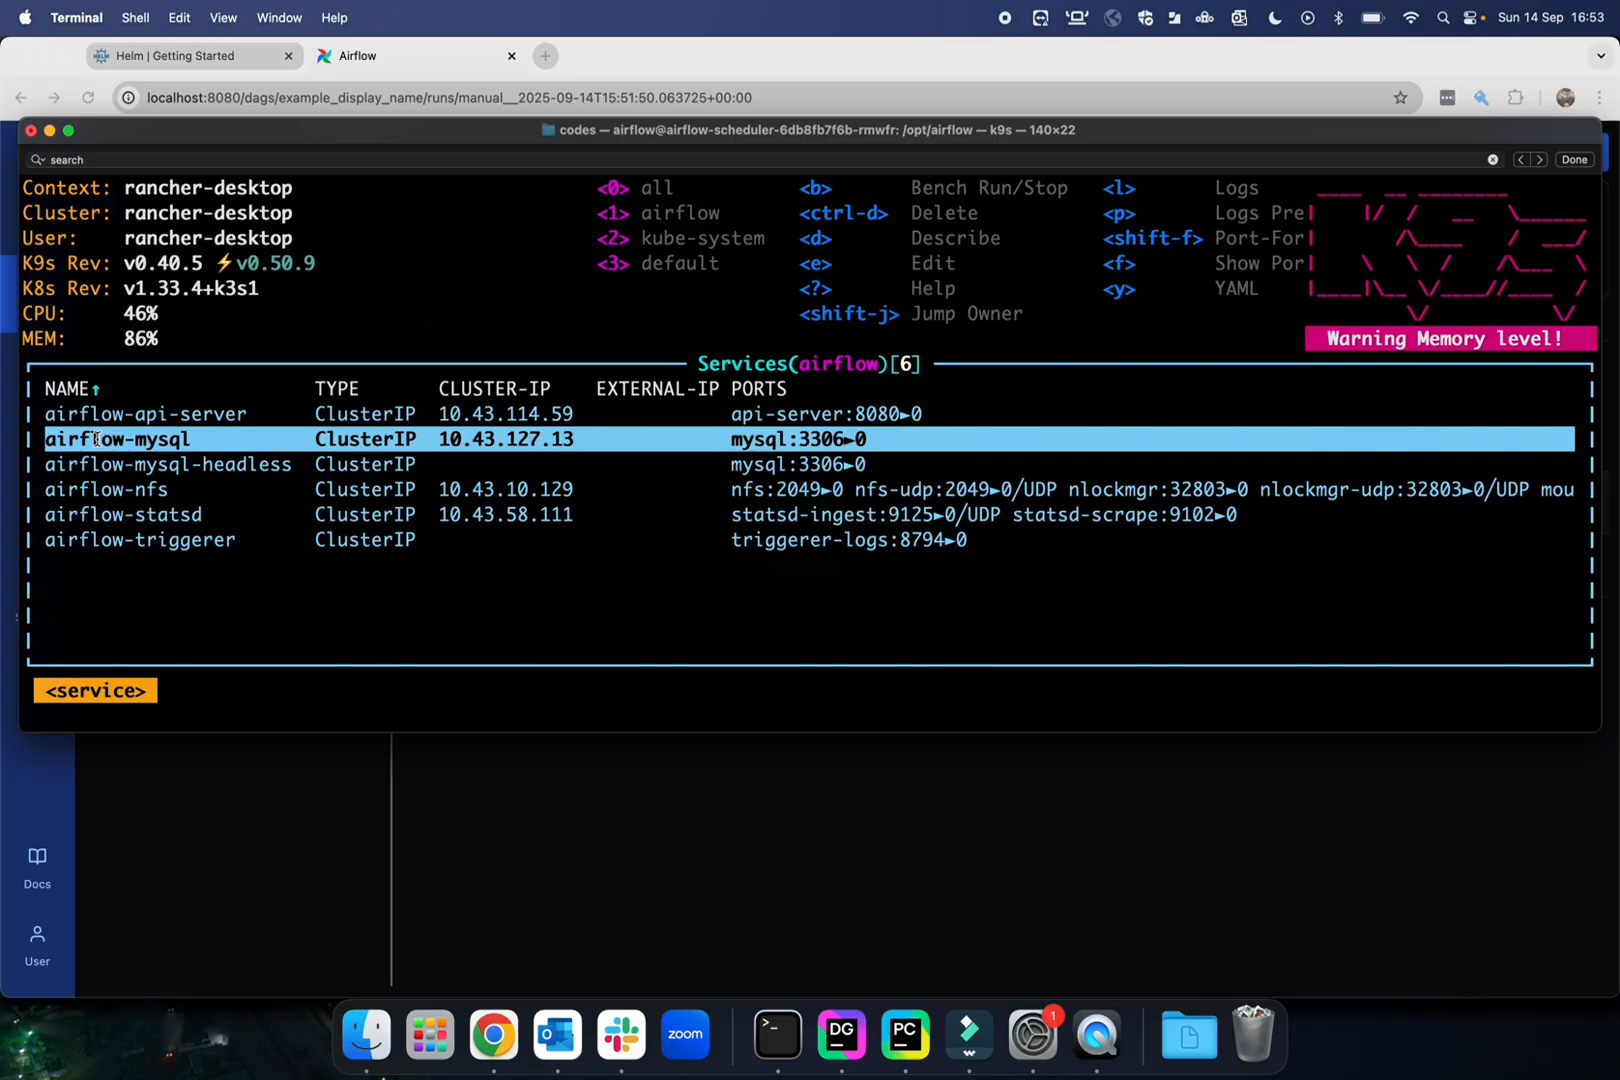 Terminal Shell Edit View Window Help Sun 14 Sep 16:53
Helm | Getting Started Airflow
localhost:8080/dags/example_display_name/runs/manual__2025-09-14T15:51:50.063725+00:00
codes — airflow@airflow-scheduler-6db8fb7f6b-rmwfr: /opt/airflow — k9s — 140×22
search Done
Context: rancher-desktop <0> all <b> Bench Run/Stop <l> Logs
Cluster: rancher-desktop <1> airflow <ctrl-d> Delete <p> Logs Pre
User: rancher-desktop <2> kube-system <d> Describe <shift-f> Port-For
K9s Rev: v0.40.5 ⚡v0.50.9 <3> default <e> Edit <f> Show Por
K8s Rev: v1.33.4+k3s1 <?> Help <y> YAML
CPU: 46% <shift-j> Jump Owner
MEM: 86% Warning Memory level!
Services(airflow)[6]
NAME↑ TYPE CLUSTER-IP EXTERNAL-IP PORTS
airflow-api-server ClusterIP 10.43.114.59 api-server:8080►0
airflow-mysql ClusterIP 10.43.127.13 mysql:3306►0
airflow-mysql-headless ClusterIP mysql:3306►0
airflow-nfs ClusterIP 10.43.10.129 nfs:2049►0 nfs-udp:2049►0/UDP nlockmgr:32803►0 nlockmgr-udp:32803►0/UDP mou
airflow-statsd ClusterIP 10.43.58.111 statsd-ingest:9125►0/UDP statsd-scrape:9102►0
airflow-triggerer ClusterIP triggerer-logs:8794►0
<service>
Docs
User
zoom DG PC 1